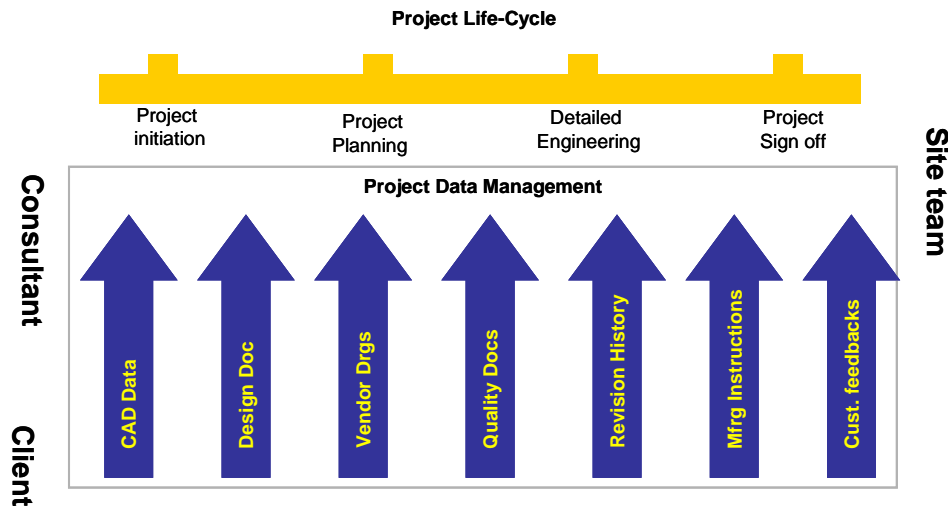 Project Life-Cycle
Project
initiation
Project
Planning
Detailed
Engineering
Project
Sign off
Site team
Consultant
Client
Project Data Management
CAD Data
Design Doc
Vendor Drgs
Quality Docs
Revision History
Mfrg Instructions
Cust. feedbacks